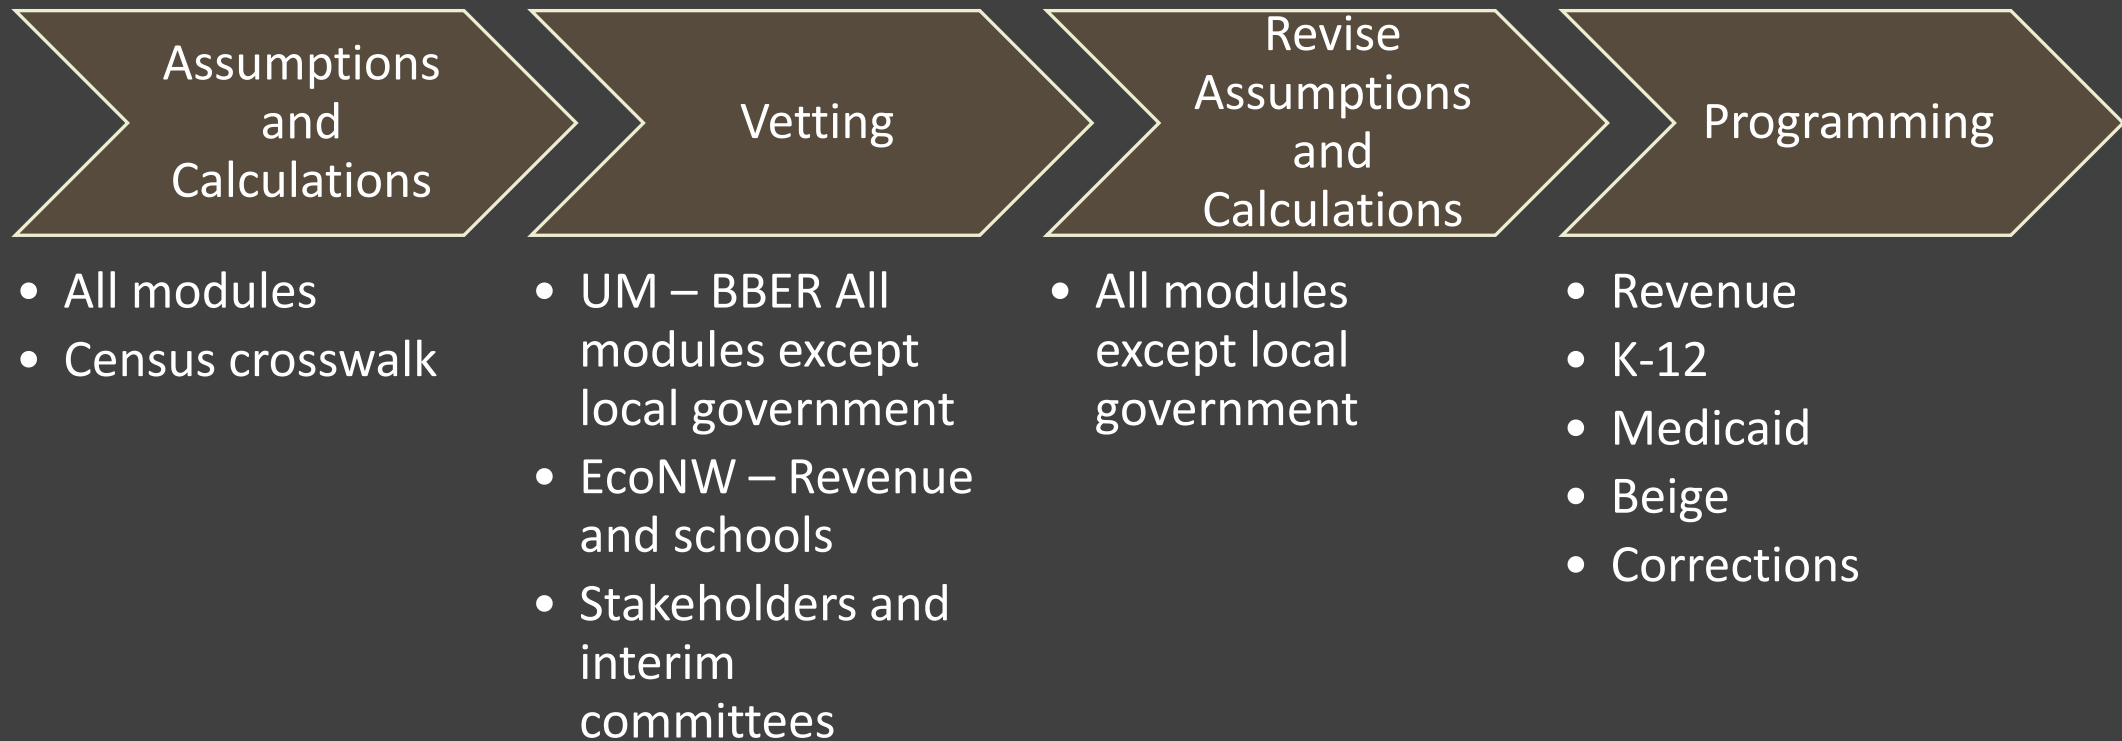 Assumptions
and
Calculations
• All modules
• Census crosswalk
Vetting
• UM – BBER All
modules except
local government
• EcoNW – Revenue
and schools
• Stakeholders and
interim
committees
Revise
Assumptions
and
Calculations
• All modules
except local
government
Programming
• Revenue
• K-12
• Medicaid
• Beige
• Corrections